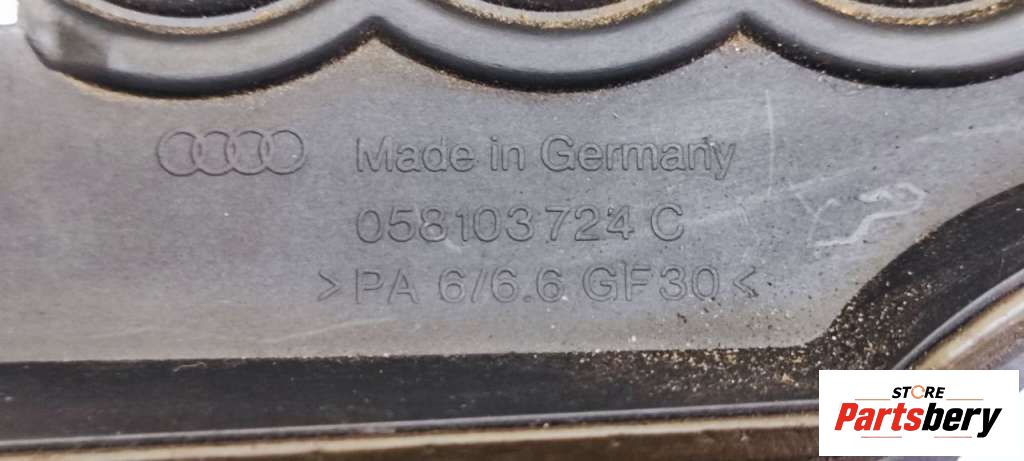 Made in Germany
058103724 C
>PA 6/6.6 GF30<
STORE
Partsbery